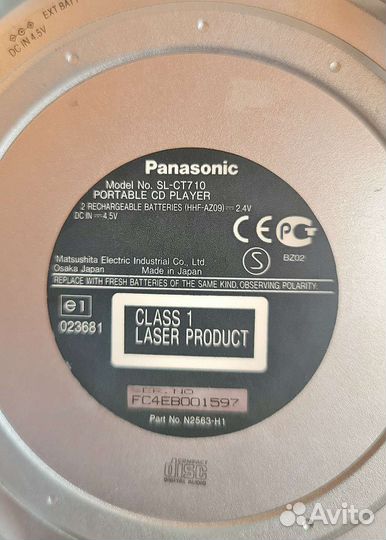 EXT BATT
DC IN 4.5V
Panasonic
Model No. SL-CT710
PORTABLE CD PLAYER
2 RECHARGEABLE BATTERIES (HHF-AZ09) 2.4V
DC IN 4.5V
CE PG
Matsushita Electric Industrial Co., Ltd.
Osaka Japan Made in Japan
S
BZ02
REPLACE WITH FRESH BATTERIES OF THE SAME KIND, OBSERVING POLARITY.
e1
023681
CLASS 1
LASER PRODUCT
SER. NO
FC4EB001597
Part No. N2563-H1
COMPACT
disc
DIGITAL AUDIO
Avito